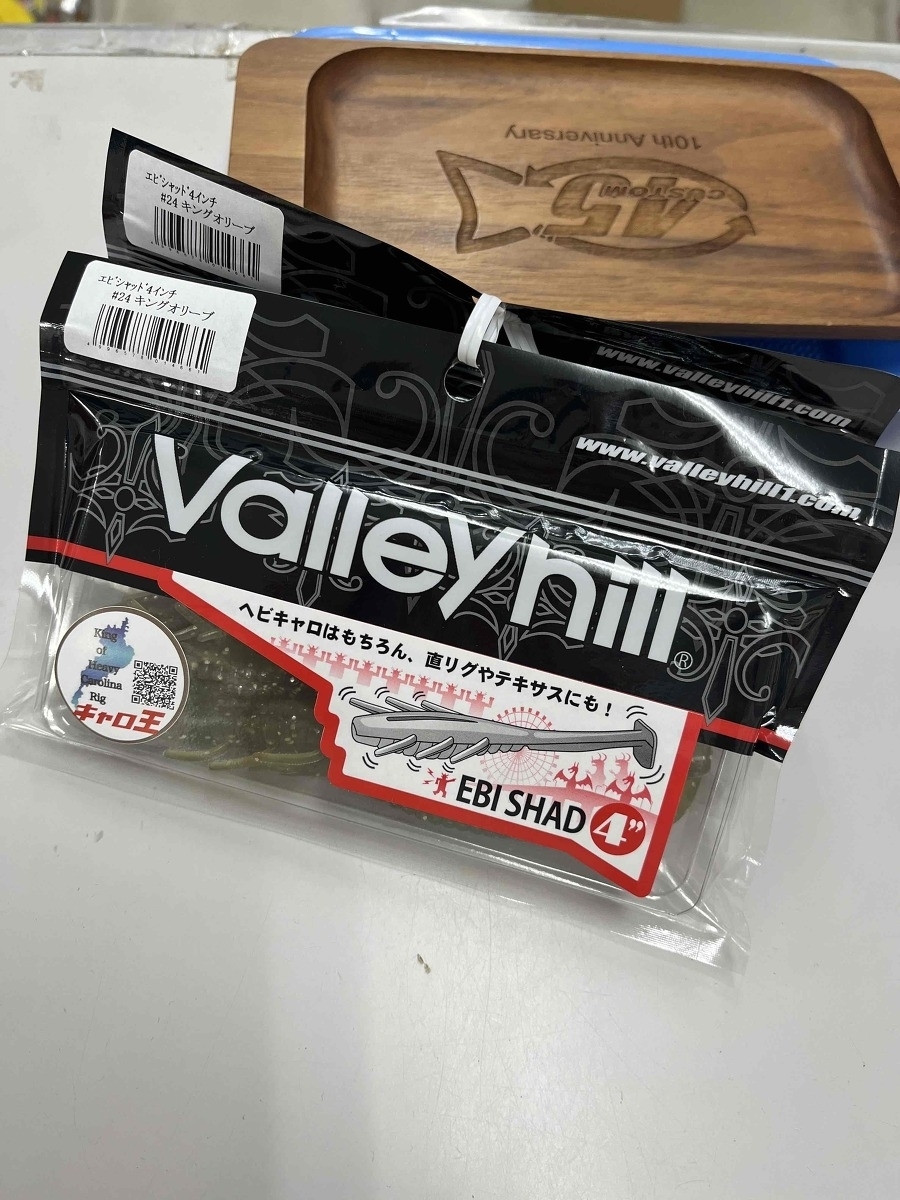 10th Anniversary
CUSTOM
エビシャッド4インチ
#24 キングオリーブ
www.valleyhill1.com
エビシャッド4インチ
#24 キングオリーブ
www.valleyhill1.com
Valleyhill®
ヘビキャロはもちろん、直リグやテキサスにも！
King
of
Heavy
Carolina
Rig
キャロ王
EBI SHAD 4”